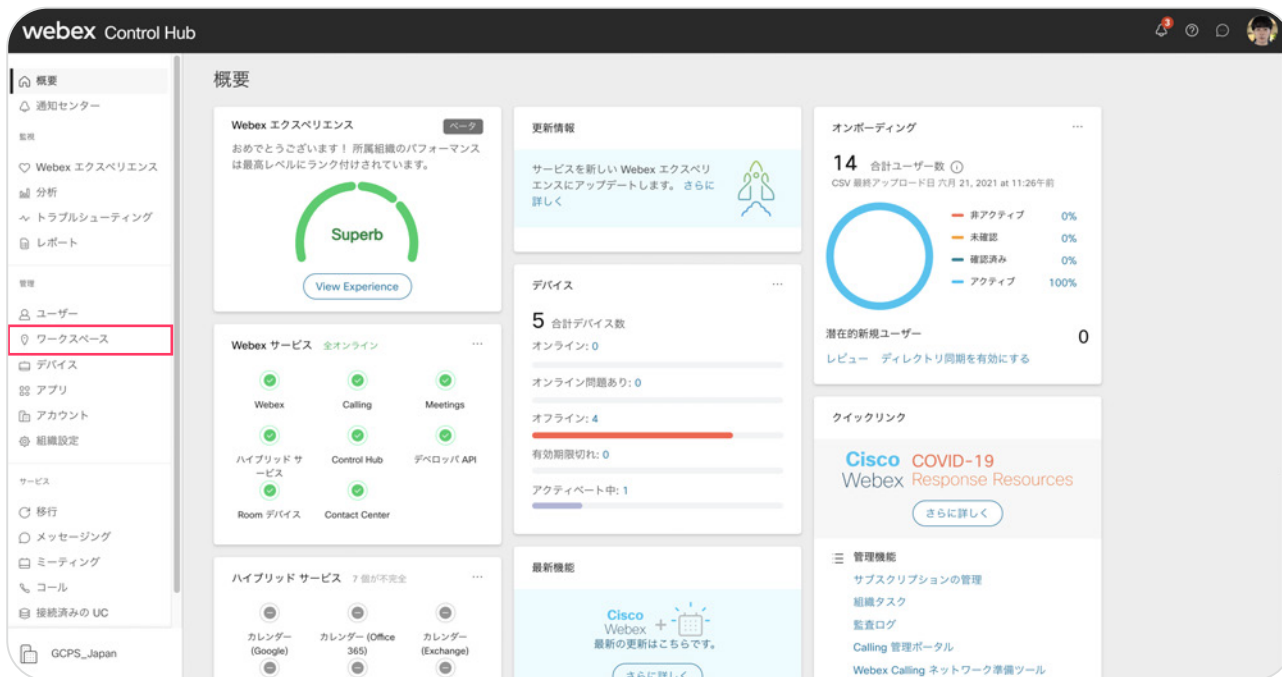 webex Control Hub
3
概要
通知センター
監視
Webex エクスペリエンス
分析
トラブルシューティング
レポート
管理
ユーザー
ワークスペース
デバイス
アプリ
アカウント
組織設定
サービス
移行
メッセージング
ミーティング
コール
接続済みの UC
GCPS_Japan
概要
Webex エクスペリエンス
ベータ
おめでとうございます！ 所属組織のパフォーマンス
は最高レベルにランク付けされています。
Superb
View Experience
Webex サービス 全オンライン
Webex
Calling
Meetings
ハイブリッド サ
ービス
Control Hub
デベロッパ API
Room デバイス
Contact Center
ハイブリッド サービス 7 個が不完全
カレンダー
(Google)
カレンダー (Office
365)
カレンダー
(Exchange)
更新情報
サービスを新しい Webex エクスペリ
エンスにアップデートします。 さらに
詳しく
デバイス
5 合計デバイス数
オンライン: 0
オンライン問題あり: 0
オフライン: 4
有効期限切れ: 0
アクティベート中: 1
最新機能
Cisco
Webex +
最新の更新はこちらです。
さらに詳しく
オンボーディング
14 合計ユーザー数
CSV 最終アップロード日 六月 21, 2021 at 11:26午前
非アクティブ 0%
未確認 0%
確認済み 0%
アクティブ 100%
潜在的新規ユーザー 0
レビュー ディレクトリ同期を有効にする
クイックリンク
Cisco COVID-19
Webex Response Resources
さらに詳しく
管理機能
サブスクリプションの管理
組織タスク
監査ログ
Calling 管理ポータル
Webex Calling ネットワーク準備ツール